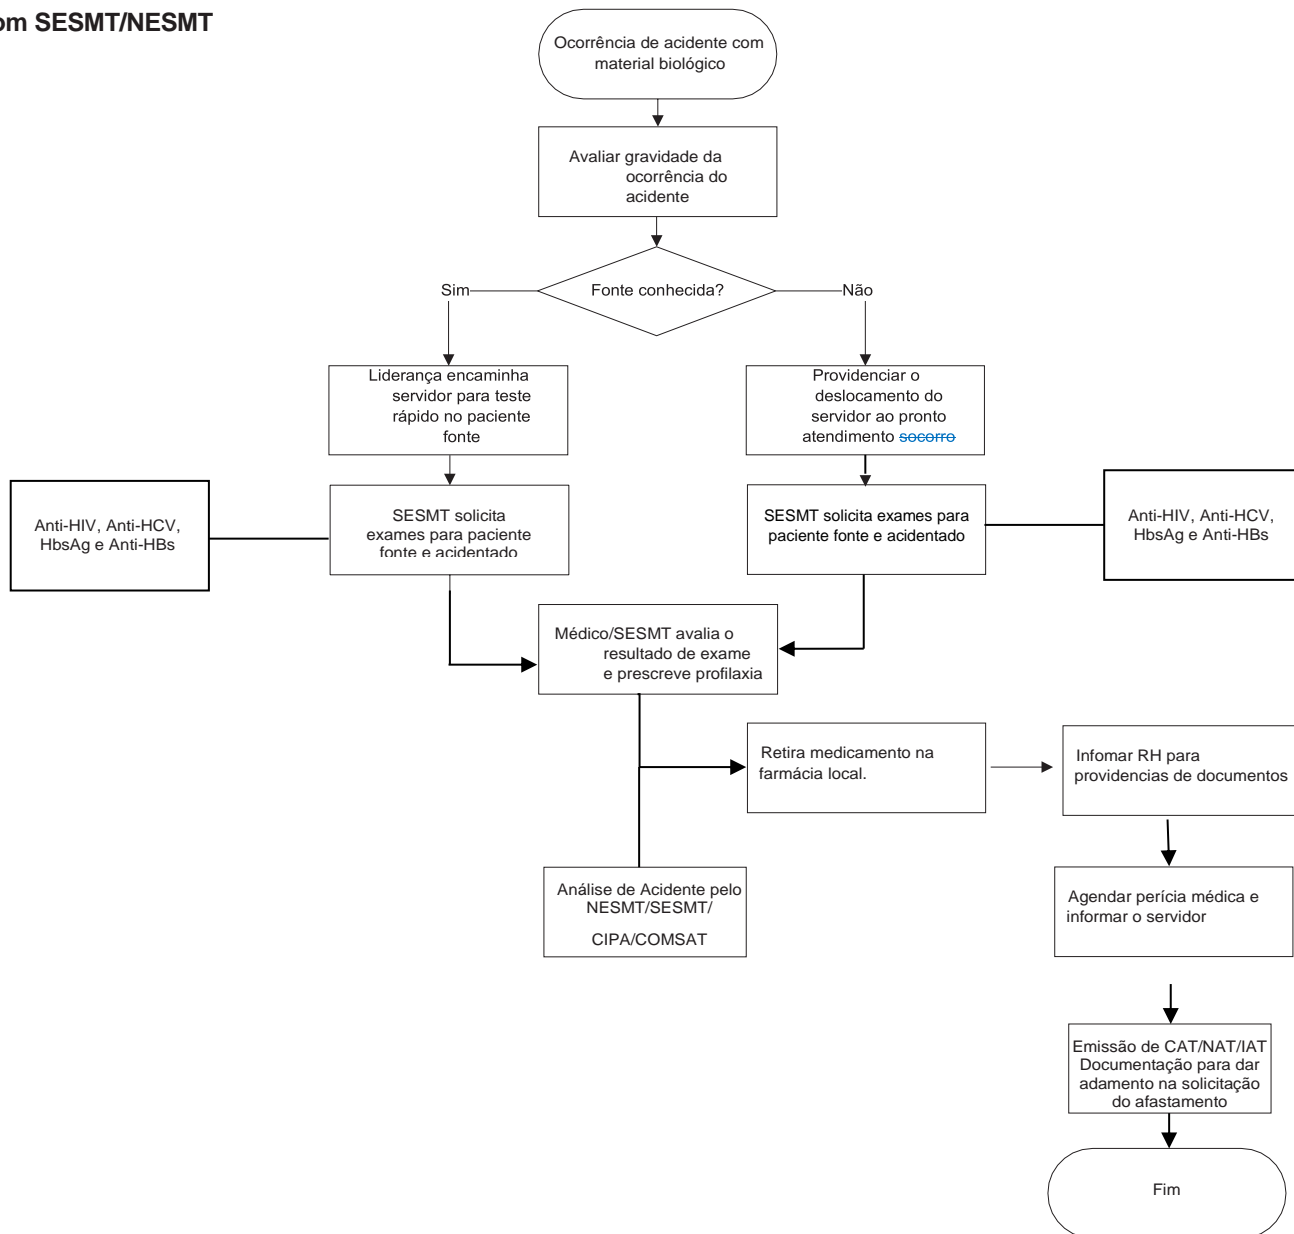 om SESMT/NESMT
Ocorrência de acidente com
material biológico
Avaliar gravidade da
ocorrência do
acidente
Fonte conhecida?
Sim
Não
Liderança encaminha
servidor para teste
rápido no paciente
fonte
Providenciar o
deslocamento do
servidor ao pronto
atendimento socorro
Anti-HIV, Anti-HCV,
HbsAg e Anti-HBs
SESMT solicita
exames para paciente
fonte e acidentado
SESMT solicita exames para
paciente fonte e acidentado
Anti-HIV, Anti-HCV,
HbsAg e Anti-HBs
Médico/SESMT avalia o
resultado de exame
e prescreve profilaxia
Retira medicamento na
farmácia local.
Infomar RH para
providencias de documentos
Análise de Acidente pelo
NESMT/SESMT/
CIPA/COMSAT
Agendar perícia médica e
informar o servidor
Emissão de CAT/NAT/IAT
Documentação para dar
adamento na solicitação
do afastamento
Fim